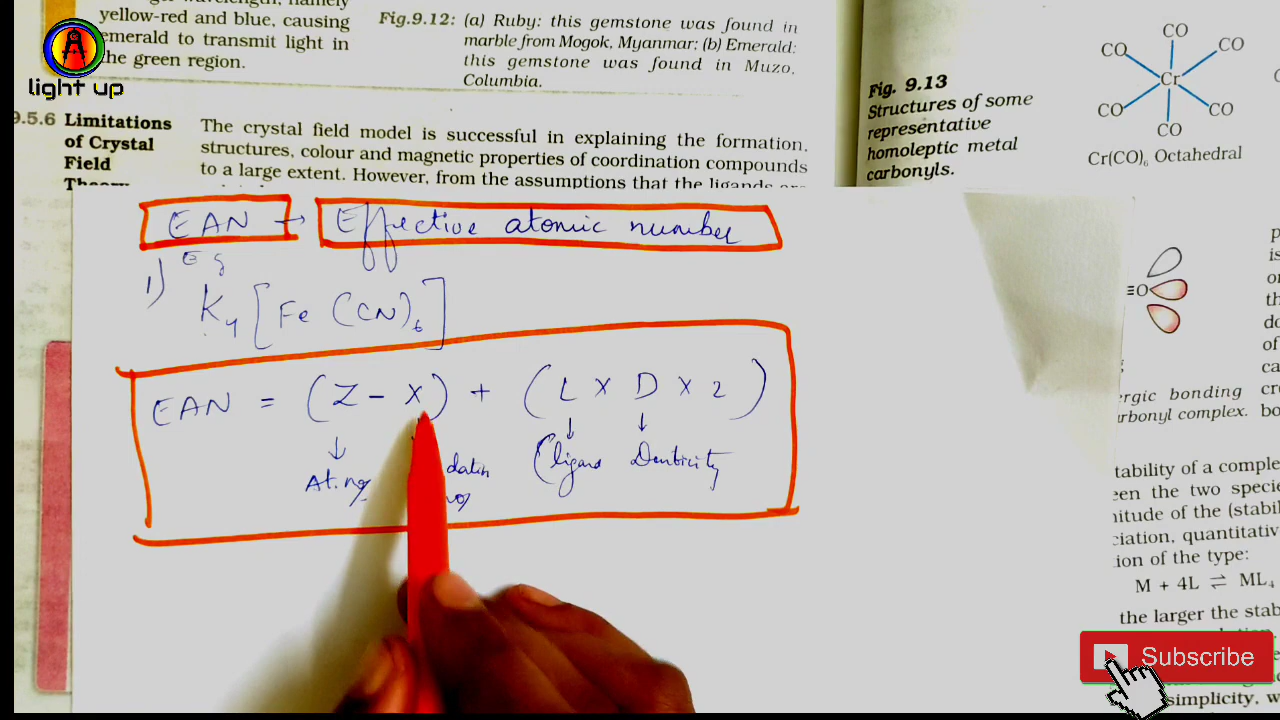 yellow-red and blue, causing
emerald to transmit light in
the green region.
light up
Fig.9.12: (a) Ruby: this gemstone was found in
marble from Mogok, Myanmar; (b) Emerald:
this gemstone was found in Muzo,
Columbia.
Fig. 9.13
Structures of some
representative
homoleptic metal
carbonyls.
CO
CO CO
Cr
CO CO
CO
Cr(CO)6 Octahedral
9.5.6 Limitations
of Crystal
Field
Theory
The crystal field model is successful in explaining the formation,
structures, colour and magnetic properties of coordination compounds
to a large extent. However, from the assumptions that the ligands are
EAN → Effective atomic number
1) Eg
K4 [Fe (CN)6]
EAN = (Z - X) + (L X D X 2)
At.no
ligand Denticity
≡O
ergic bonding
arbonyl complex.
tability of a comple
een the two specie
nitude of the (stabil
ciation, quantitativ
ion of the type:
M + 4L ⇌ ML4
the larger the stab
Subscribe
simplicity, w